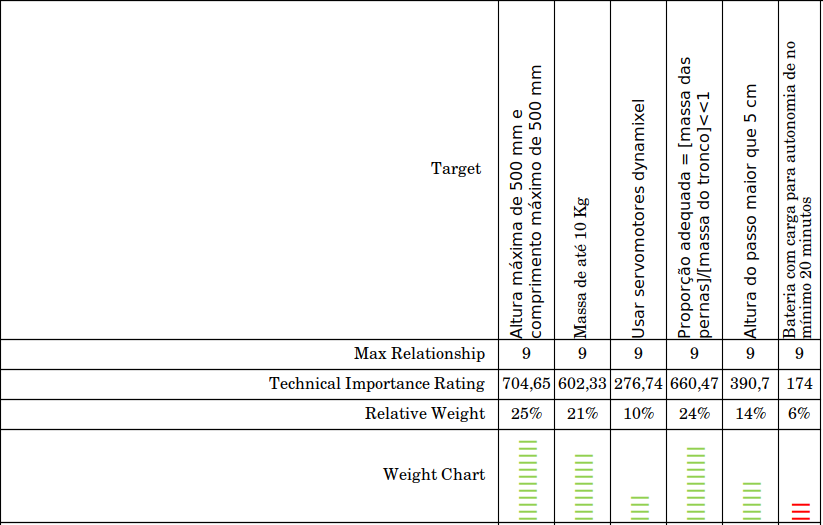 Target
Altura máxima de 500 mm e
comprimento máximo de 500 mm
Massa de até 10 Kg
Usar servomotores dynamixel
Proporção adequada = [massa das
pernas]/[massa do tronco]<<1
Altura do passo maior que 5 cm
Bateria com carga para autonomia de no
mínimo 20 minutos
Max Relationship 9 9 9 9 9 9
Technical Importance Rating 704,65 602,33 276,74 660,47 390,7 174
Relative Weight 25% 21% 10% 24% 14% 6%
Weight Chart